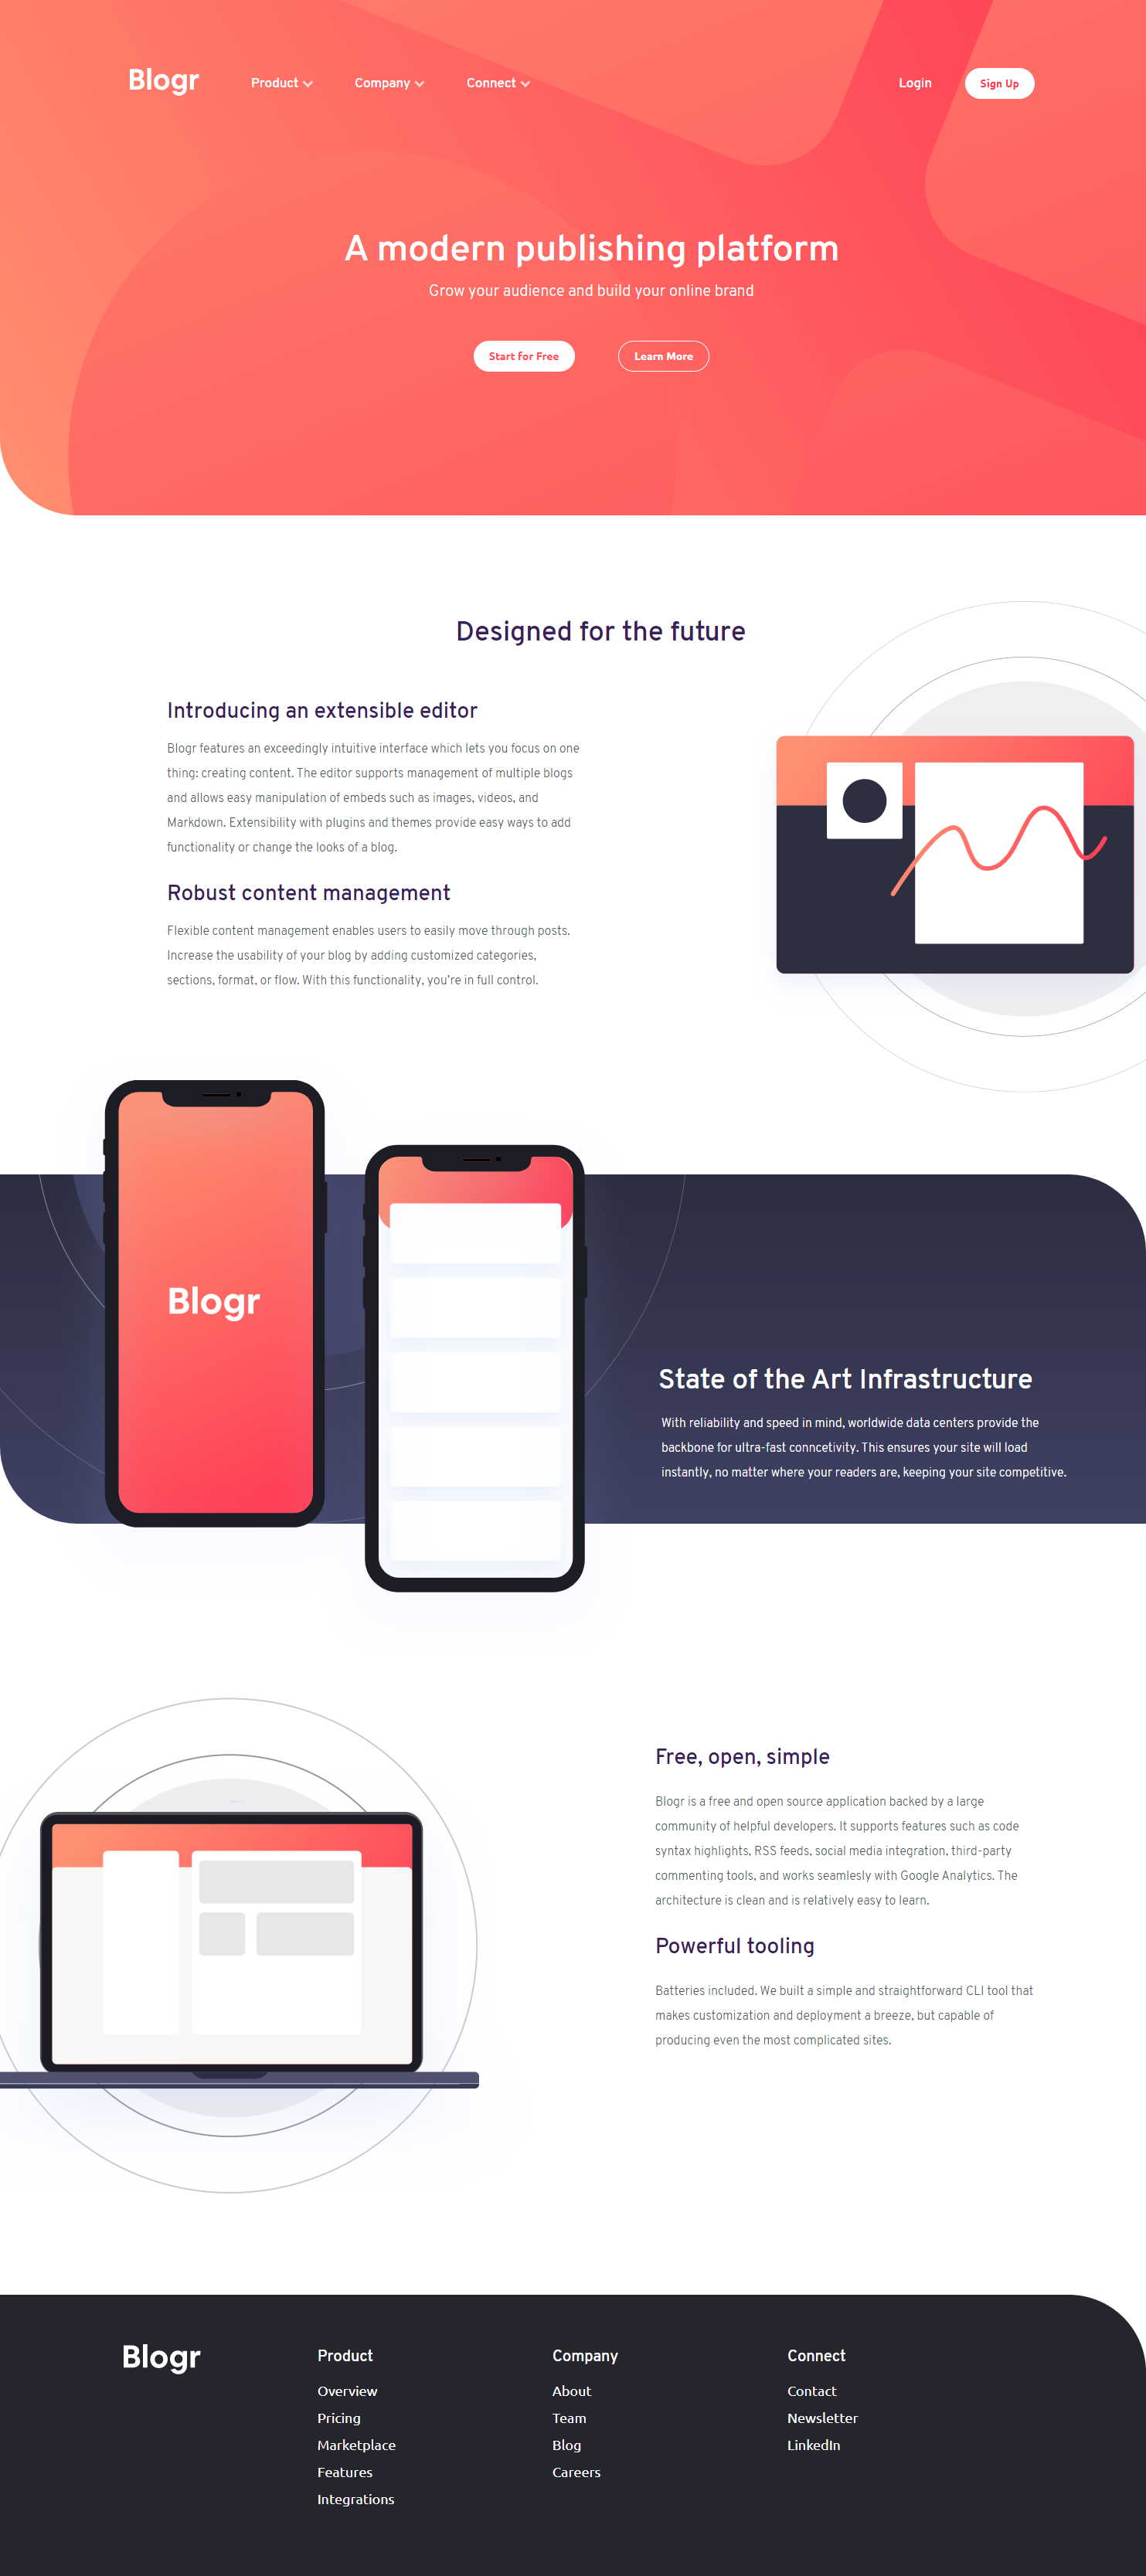 Blogr
Product
Company
Connect
Login
Sign Up
A modern publishing platform
Grow your audience and build your online brand
Start for Free
Learn More
Designed for the future
Introducing an extensible editor
Blogr features an exceedingly intuitive interface which lets you focus on one
thing: creating content. The editor supports management of multiple blogs
and allows easy manipulation of embeds such as images, videos, and
Markdown. Extensibility with plugins and themes provide easy ways to add
functionality or change the looks of a blog.
Robust content management
Flexible content management enables users to easily move through posts.
Increase the usability of your blog by adding customized categories,
sections, format, or flow. With this functionality, you're in full control.
Blogr
State of the Art Infrastructure
With reliability and speed in mind, worldwide data centers provide the
backbone for ultra-fast conncetivity. This ensures your site will load
instantly, no matter where your readers are, keeping your site competitive.
Free, open, simple
Blogr is a free and open source application backed by a large
community of helpful developers. It supports features such as code
syntax highlights, RSS feeds, social media integration, third-party
commenting tools, and works seamlesly with Google Analytics. The
architecture is clean and is relatively easy to learn.
Powerful tooling
Batteries included. We built a simple and straightforward CLI tool that
makes customization and deployment a breeze, but capable of
producing even the most complicated sites.
Blogr
Product
Overview
Pricing
Marketplace
Features
Integrations
Company
About
Team
Blog
Careers
Connect
Contact
Newsletter
LinkedIn